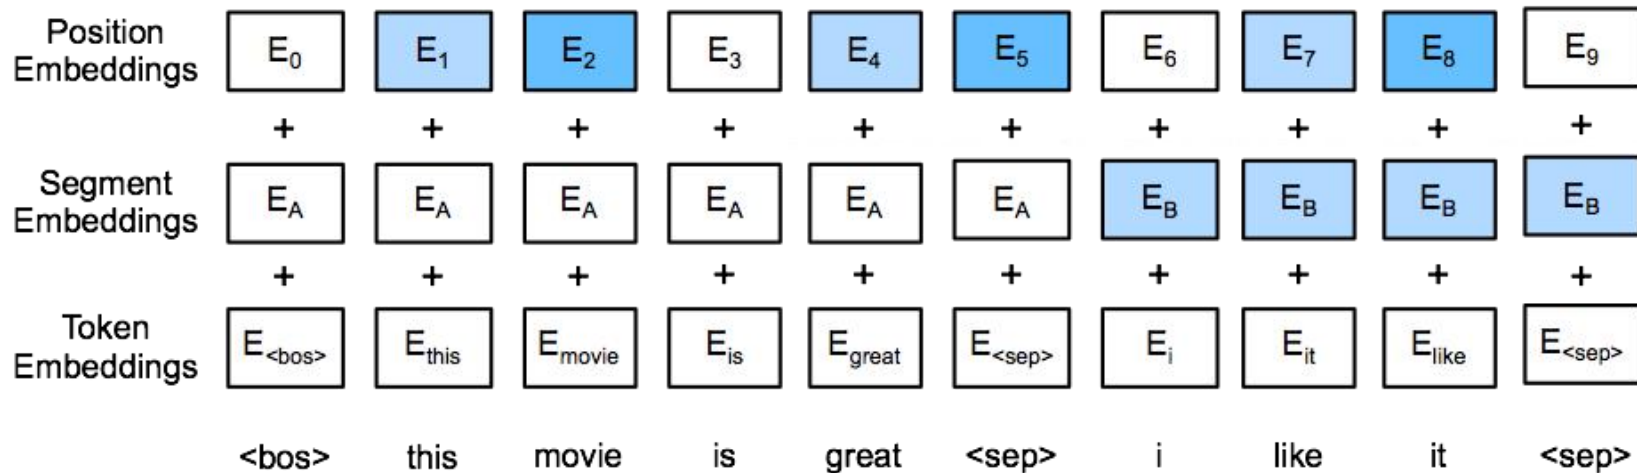 Position Embeddings E0 E1 E2 E3 E4 E5 E6 E7 E8 E9
+ + + + + + + + + +
Segment Embeddings EA EA EA EA EA EA EB EB EB EB
+ + + + + + + + + +
Token Embeddings E<bos> Ethis Emovie Eis Egreat E<sep> Ei Eit Elike E<sep>
<bos> this movie is great <sep> i like it <sep>